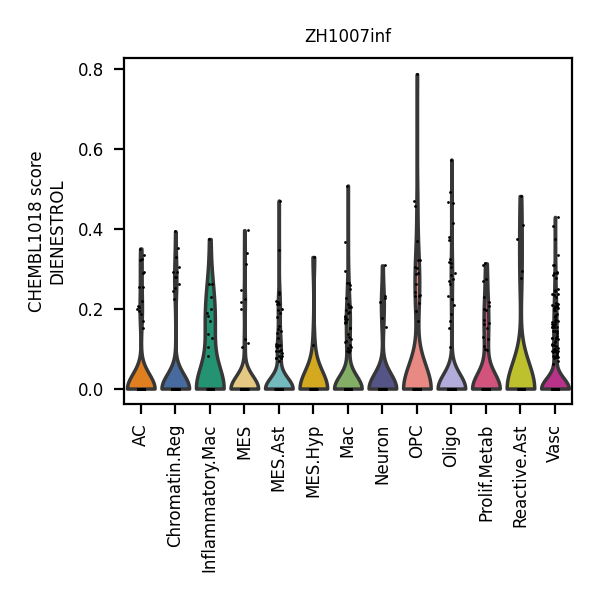 ZH1007inf
CHEMBL1018 score
DIENESTROL
0.8
0.6
0.4
0.2
0.0
AC
Chromatin.Reg
Inflammatory.Mac
MES
MES.Ast
MES.Hyp
Mac
Neuron
OPC
Oligo
Prolif.Metab
Reactive.Ast
Vasc